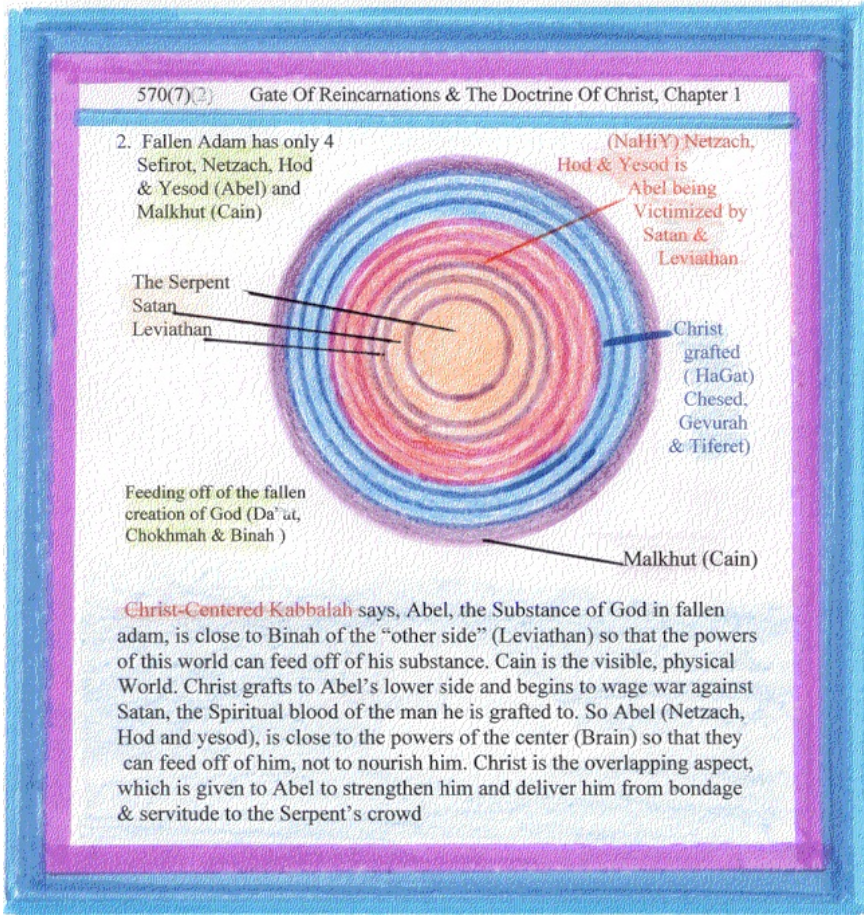 570(7)(2) Gate Of Reincarnations & The Doctrine Of Christ, Chapter 1
2. Fallen Adam has only 4
Sefirot, Netzach, Hod
& Yesod (Abel) and
Malkhut (Cain)
(NaHiY) Netzach,
Hod & Yesod is
Abel being
Victimized by
Satan &
Leviathan
The Serpent
Satan
Leviathan
Christ
grafted
( HaGat)
Chesed,
Gevurah
& Tiferet)
Feeding off of the fallen
creation of God (Da'at,
Chokhmah & Binah )
Malkhut (Cain)
Christ-Centered Kabbalah says, Abel, the Substance of God in fallen
adam, is close to Binah of the “other side” (Leviathan) so that the powers
of this world can feed off of his substance. Cain is the visible, physical
World. Christ grafts to Abel’s lower side and begins to wage war against
Satan, the Spiritual blood of the man he is grafted to. So Abel (Netzach,
Hod and yesod), is close to the powers of the center (Brain) so that they
can feed off of him, not to nourish him. Christ is the overlapping aspect,
which is given to Abel to strengthen him and deliver him from bondage
& servitude to the Serpent’s crowd